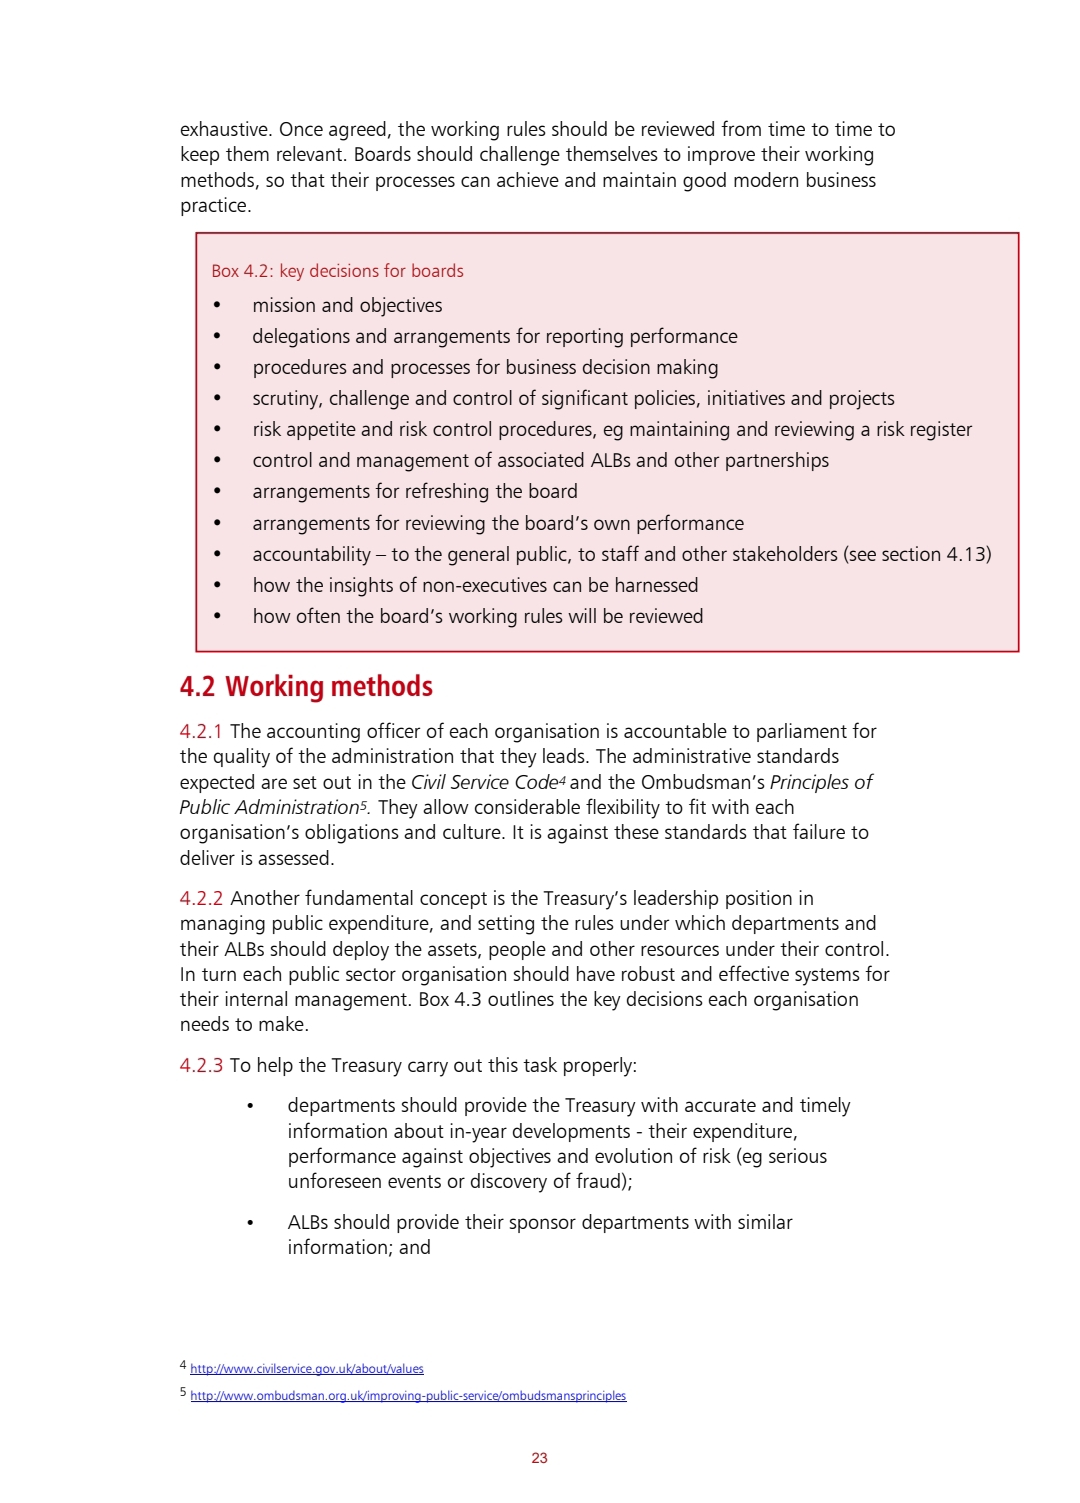 exhaustive. Once agreed, the working rules should be reviewed from time to time to
keep them relevant. Boards should challenge themselves to improve their working
methods, so that their processes can achieve and maintain good modern business
practice.
Box 4.2: key decisions for boards
• mission and objectives
• delegations and arrangements for reporting performance
• procedures and processes for business decision making
• scrutiny, challenge and control of significant policies, initiatives and projects
• risk appetite and risk control procedures, eg maintaining and reviewing a risk register
• control and management of associated ALBs and other partnerships
• arrangements for refreshing the board
• arrangements for reviewing the board’s own performance
• accountability – to the general public, to staff and other stakeholders (see section 4.13)
• how the insights of non-executives can be harnessed
• how often the board’s working rules will be reviewed
4.2 Working methods
4.2.1 The accounting officer of each organisation is accountable to parliament for
the quality of the administration that they lead. The administrative standards
expected are set out in the Civil Service Code4 and the Ombudsman’s Principles of
Public Administration5. They allow considerable flexibility to fit with each
organisation’s obligations and culture. It is against these standards that failure to
deliver is assessed.
4.2.2 Another fundamental concept is the Treasury’s leadership position in
managing public expenditure, and setting the rules under which departments and
their ALBs should deploy the assets, people and other resources under their control.
In turn each public sector organisation should have robust and effective systems for
their internal management. Box 4.3 outlines the key decisions each organisation
needs to make.
4.2.3 To help the Treasury carry out this task properly:
• departments should provide the Treasury with accurate and timely
information about in-year developments - their expenditure,
performance against objectives and evolution of risk (eg serious
unforeseen events or discovery of fraud);
• ALBs should provide their sponsor departments with similar
information; and
4 http://www.civilservice.gov.uk/about/values
5 http://www.ombudsman.org.uk/improving-public-service/ombudsmansprinciples
23